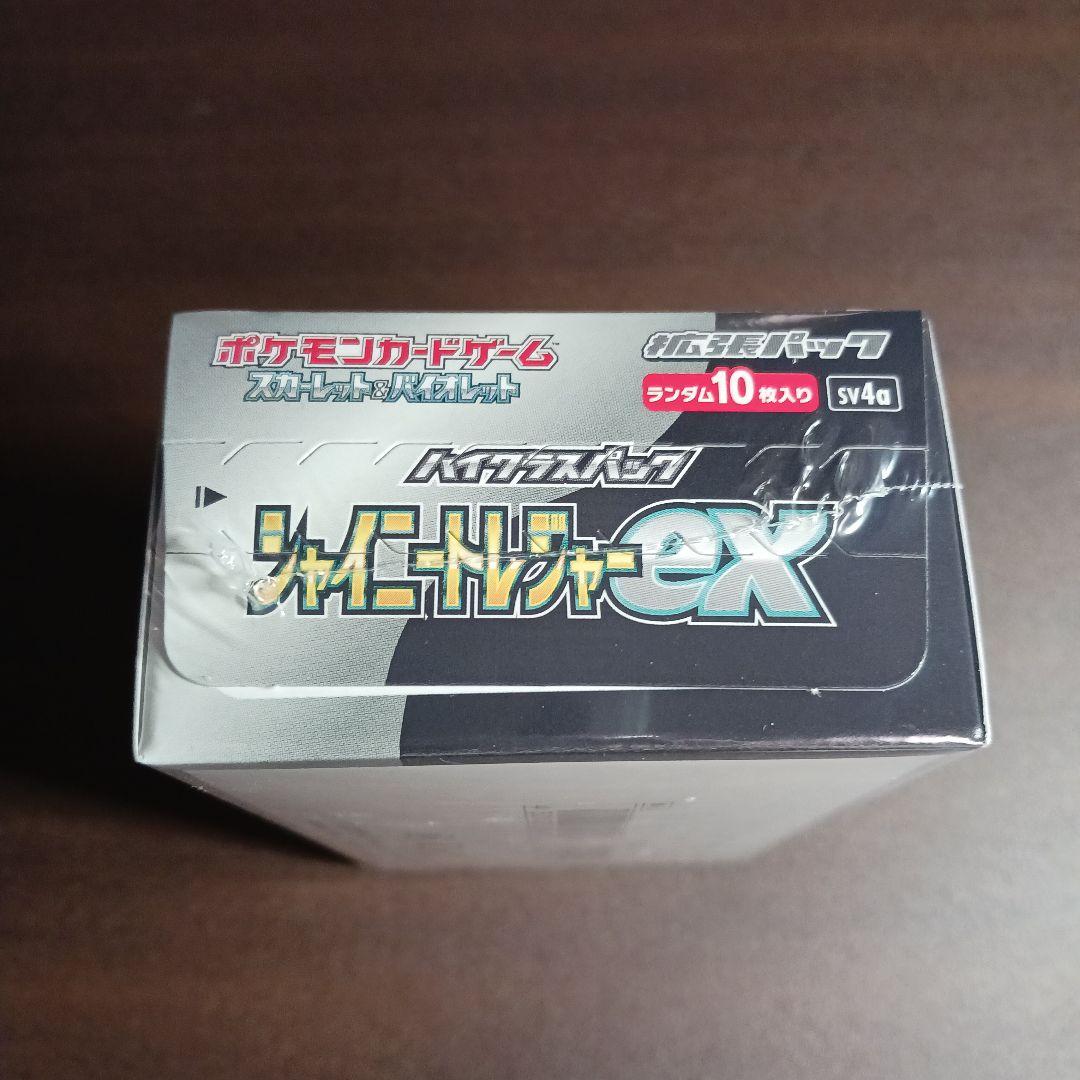 ポケモンカードゲーム™
スカーレット&バイオレット
拡張パック
ランダム10枚入り
sv4a
ハイクラスパック
シャイニートレジャーex